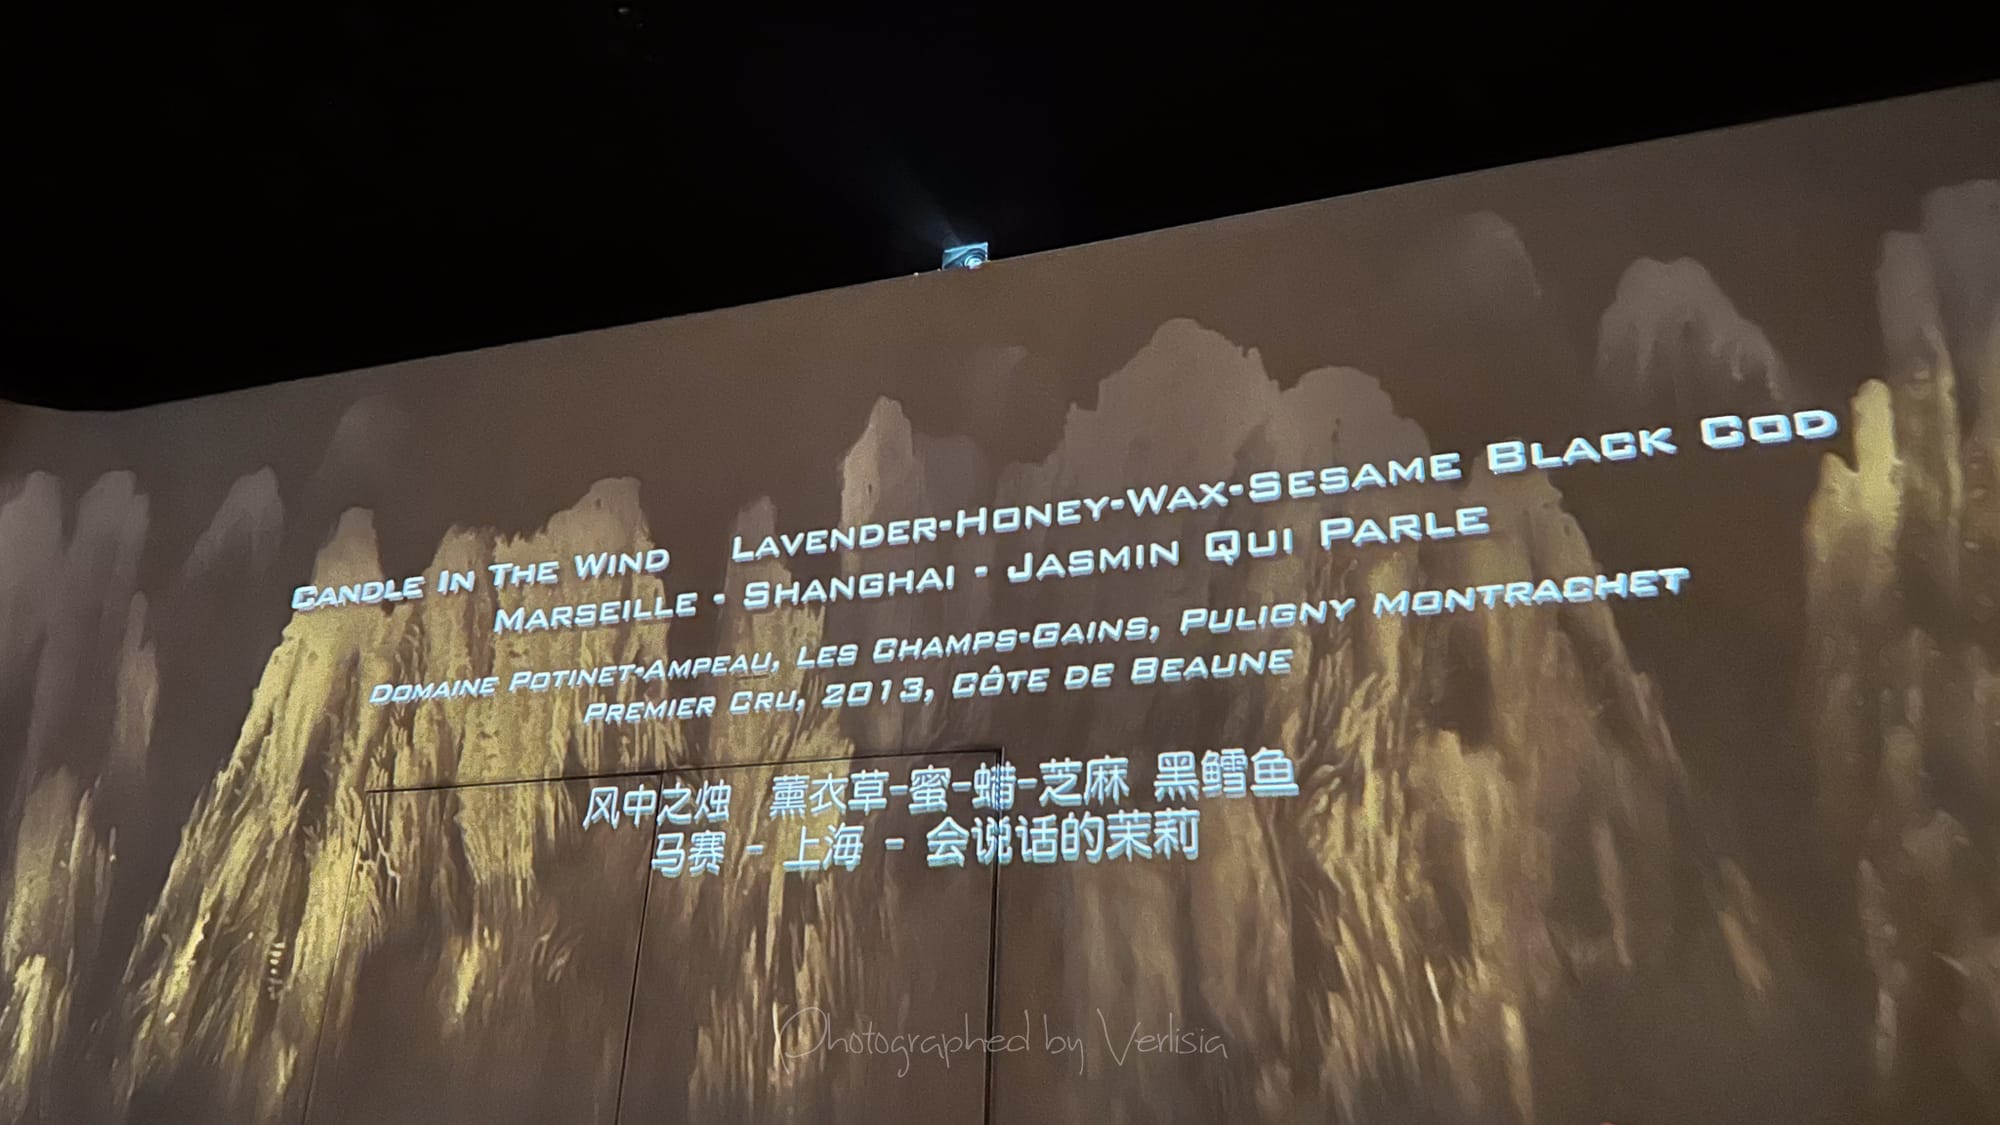 CANDLE IN THE WIND LAVENDER-HONEY-WAX-SESAME BLACK COD
MARSEILLE - SHANGHAI - JASMIN QUI PARLE
DOMAINE POTINET-AMPEAU, LES CHAMPS-GAINS, PULIGNY MONTRACHET
PREMIER CRU, 2013, CÔTE DE BEAUNE
风中之烛 薰衣草-蜜-蜡-芝麻 黑鳕鱼
马赛 - 上海 - 会说话的茉莉
Photographed by Verlisia